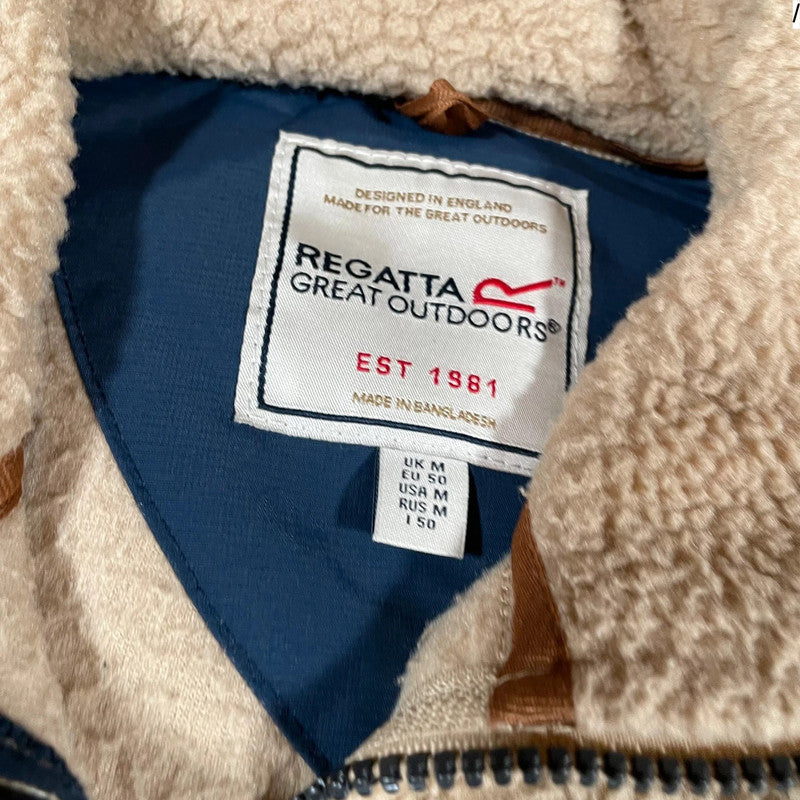 DESIGNED IN ENGLAND
MADE FOR THE GREAT OUTDOORS
REGATTA R™
GREAT OUTDOORS®
EST 1981
MADE IN BANGLADESH
UK M
EU 50
USA M
RUS M
I 50